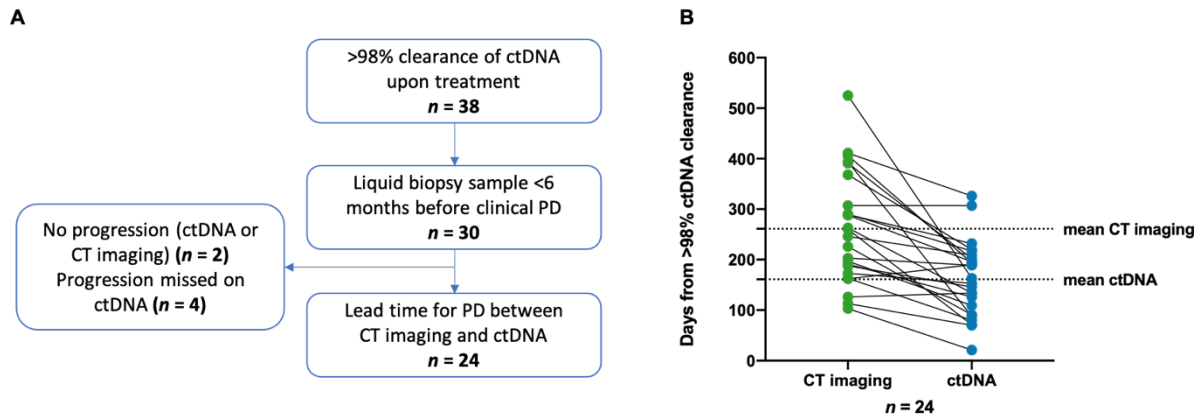 A
>98% clearance of ctDNA
upon treatment
n = 38
Liquid biopsy sample <6
months before clinical PD
n = 30
No progression (ctDNA or
CT imaging) (n = 2)
Progression missed on
ctDNA (n = 4)
Lead time for PD between
CT imaging and ctDNA
n = 24
B
Days from >98% ctDNA clearance
600
500
400
300
200
100
0
mean CT imaging
mean ctDNA
CT imaging
ctDNA
n = 24